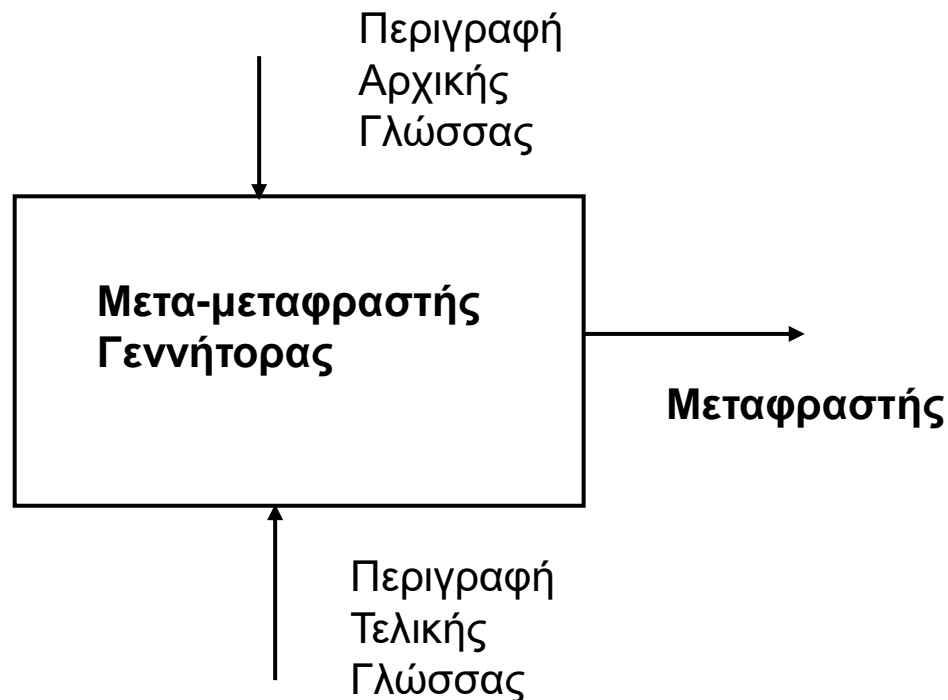 Περιγραφή
Αρχικής
Γλώσσας
Μετα-μεταφραστής
Γεννήτορας
Μεταφραστής
Περιγραφή
Τελικής
Γλώσσας